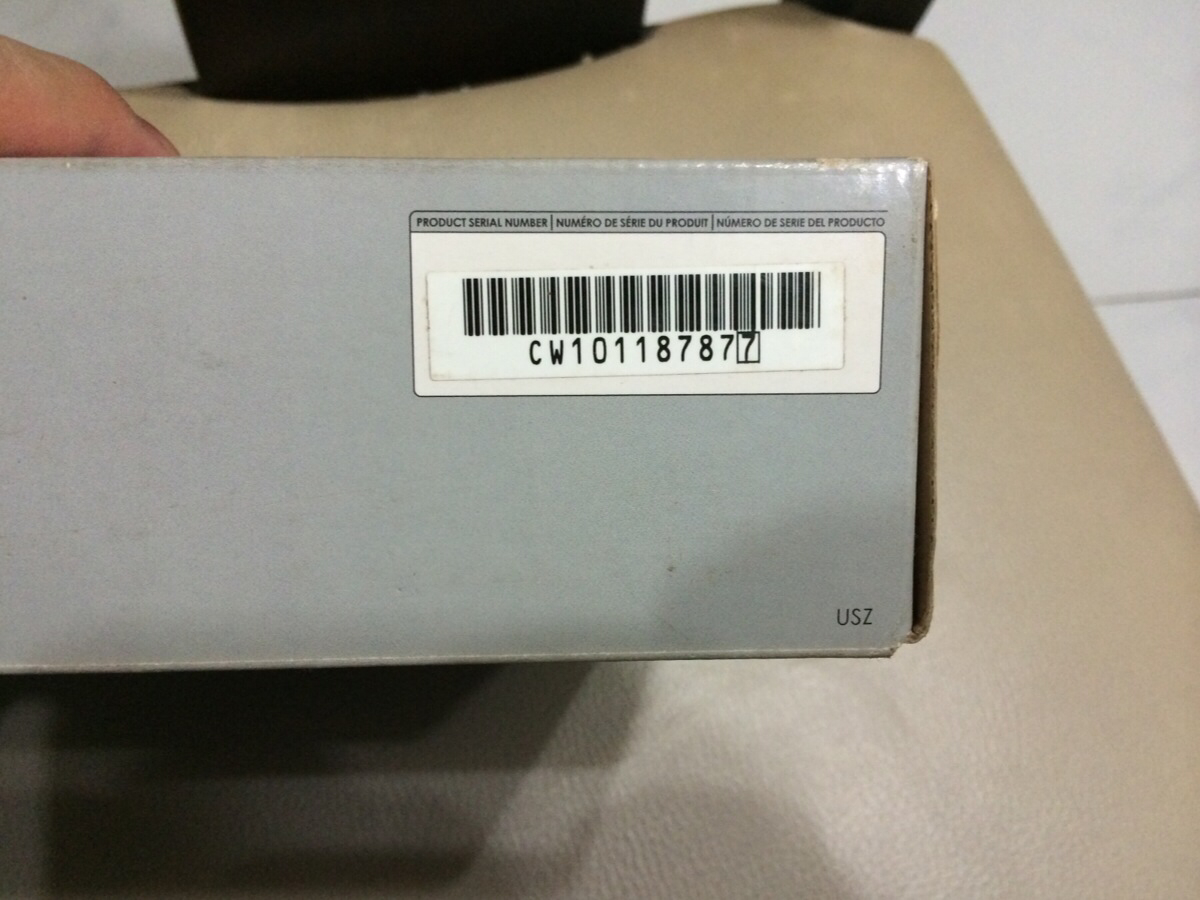 PRODUCT SERIAL NUMBER | NUMÉRO DE SÉRIE DU PRODUIT | NÚMERO DE SERIE DEL PRODUCTO
CW101187877
USZ